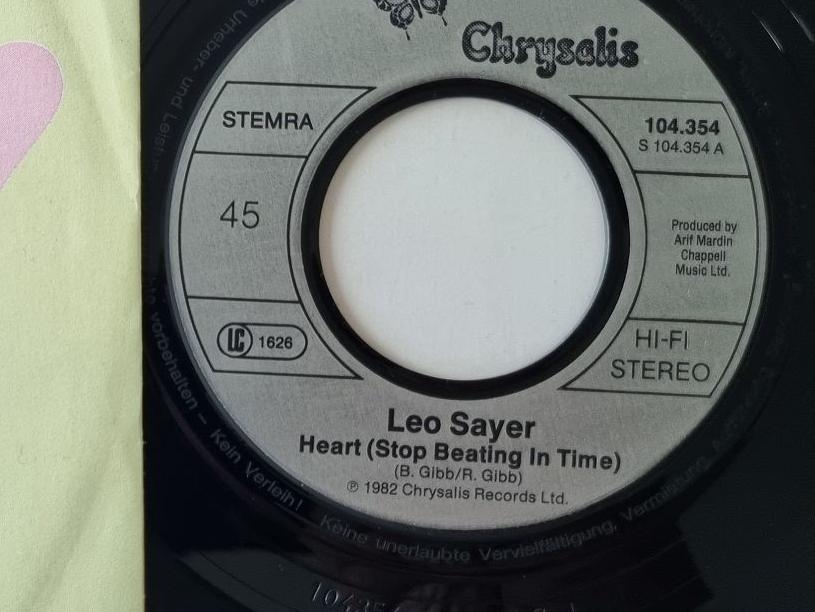 Chrysalis
STEMRA
45
LC 1626
104.354
S 104.354 A
Produced by
Arif Mardin
Chappell
Music Ltd.
HI-FI
STEREO
Leo Sayer
Heart (Stop Beating In Time)
(B. Gibb/R. Gibb)
℗ 1982 Chrysalis Records Ltd.
Urheber- und
vorbehalten – Kein Verleih! Keine unerlaubte Vervielfältigung, Vermietung,